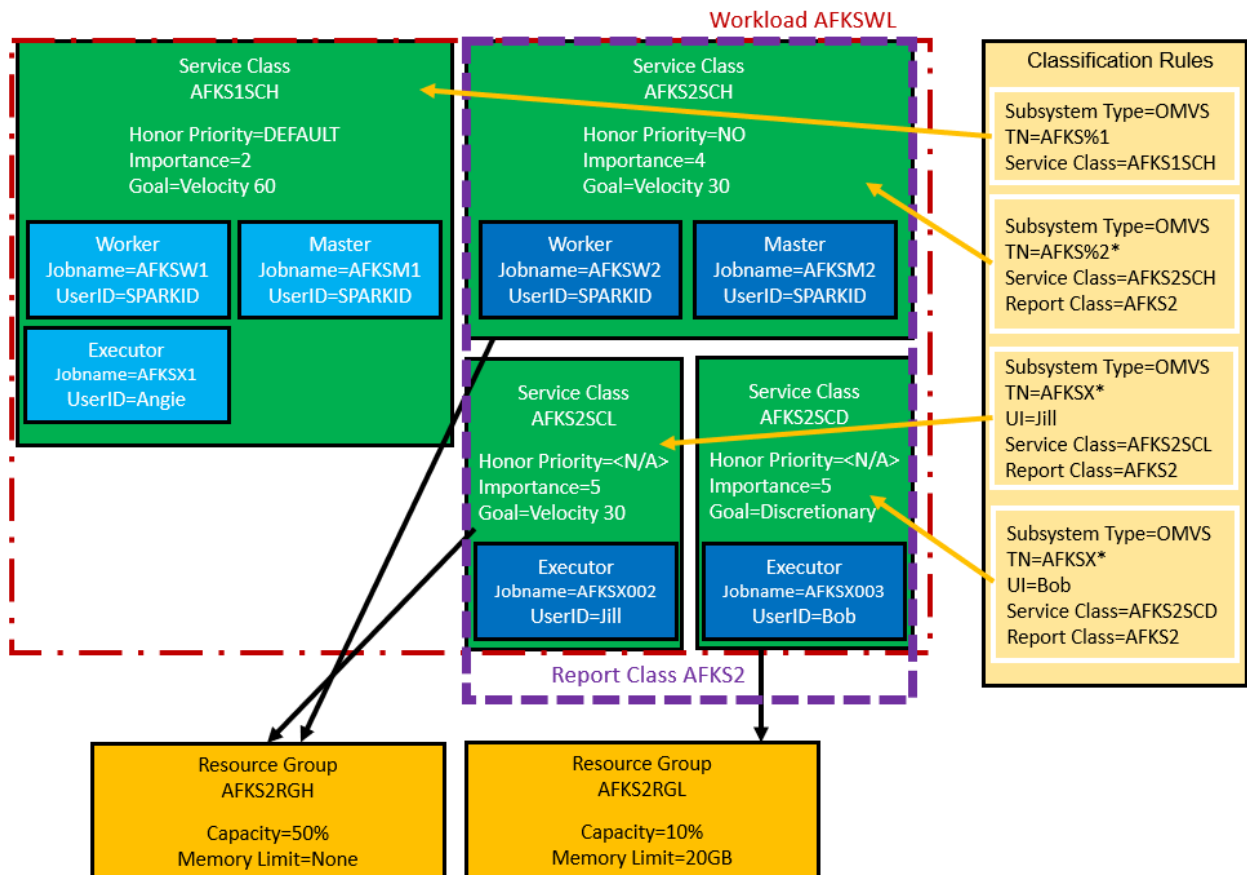 Workload AFKSWL
Service Class
AFKS1SCH
Honor Priority=DEFAULT
Importance=2
Goal=Velocity 60
Worker
Jobname=AFKSW1
UserID=SPARKID
Master
Jobname=AFKSM1
UserID=SPARKID
Executor
Jobname=AFKSX1
UserID=Angie
Service Class
AFKS2SCH
Honor Priority=NO
Importance=4
Goal=Velocity 30
Worker
Jobname=AFKSW2
UserID=SPARKID
Master
Jobname=AFKSM2
UserID=SPARKID
Service Class
AFKS2SCL
Honor Priority=<N/A>
Importance=5
Goal=Velocity 30
Executor
Jobname=AFKSX002
UserID=Jill
Service Class
AFKS2SCD
Honor Priority=<N/A>
Importance=5
Goal=Discretionary
Executor
Jobname=AFKSX003
UserID=Bob
Report Class AFKS2
Classification Rules
Subsystem Type=OMVS
TN=AFKS%1
Service Class=AFKS1SCH
Subsystem Type=OMVS
TN=AFKS%2*
Service Class=AFKS2SCH
Report Class=AFKS2
Subsystem Type=OMVS
TN=AFKSX*
UI=Jill
Service Class=AFKS2SCL
Report Class=AFKS2
Subsystem Type=OMVS
TN=AFKSX*
UI=Bob
Service Class=AFKS2SCD
Report Class=AFKS2
Resource Group
AFKS2RGH
Capacity=50%
Memory Limit=None
Resource Group
AFKS2RGL
Capacity=10%
Memory Limit=20GB